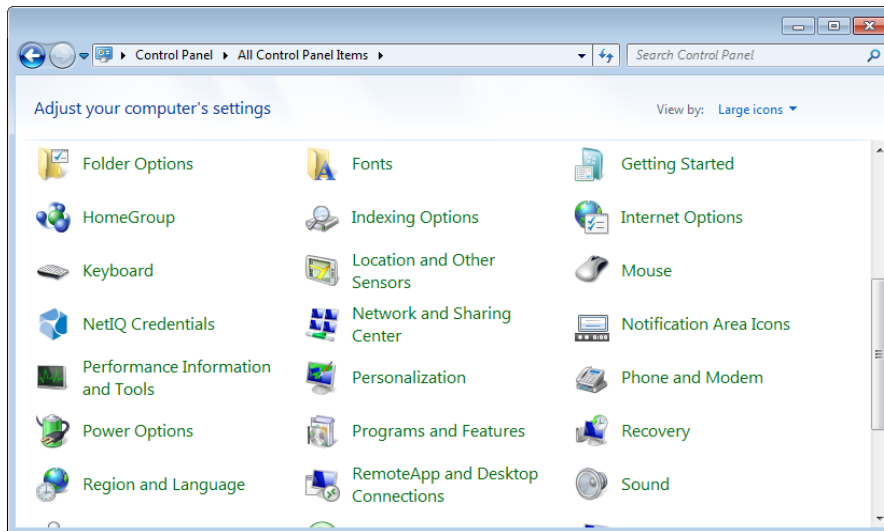 Control Panel
All Control Panel Items
Search Control Panel
Adjust your computer's settings
View by: Large icons
Folder Options
Fonts
Getting Started
HomeGroup
Indexing Options
Internet Options
Keyboard
Location and Other
Sensors
Mouse
NetIQ Credentials
Network and Sharing
Center
Notification Area Icons
Performance Information
and Tools
Personalization
Phone and Modem
Power Options
Programs and Features
Recovery
Region and Language
RemoteApp and Desktop
Connections
Sound